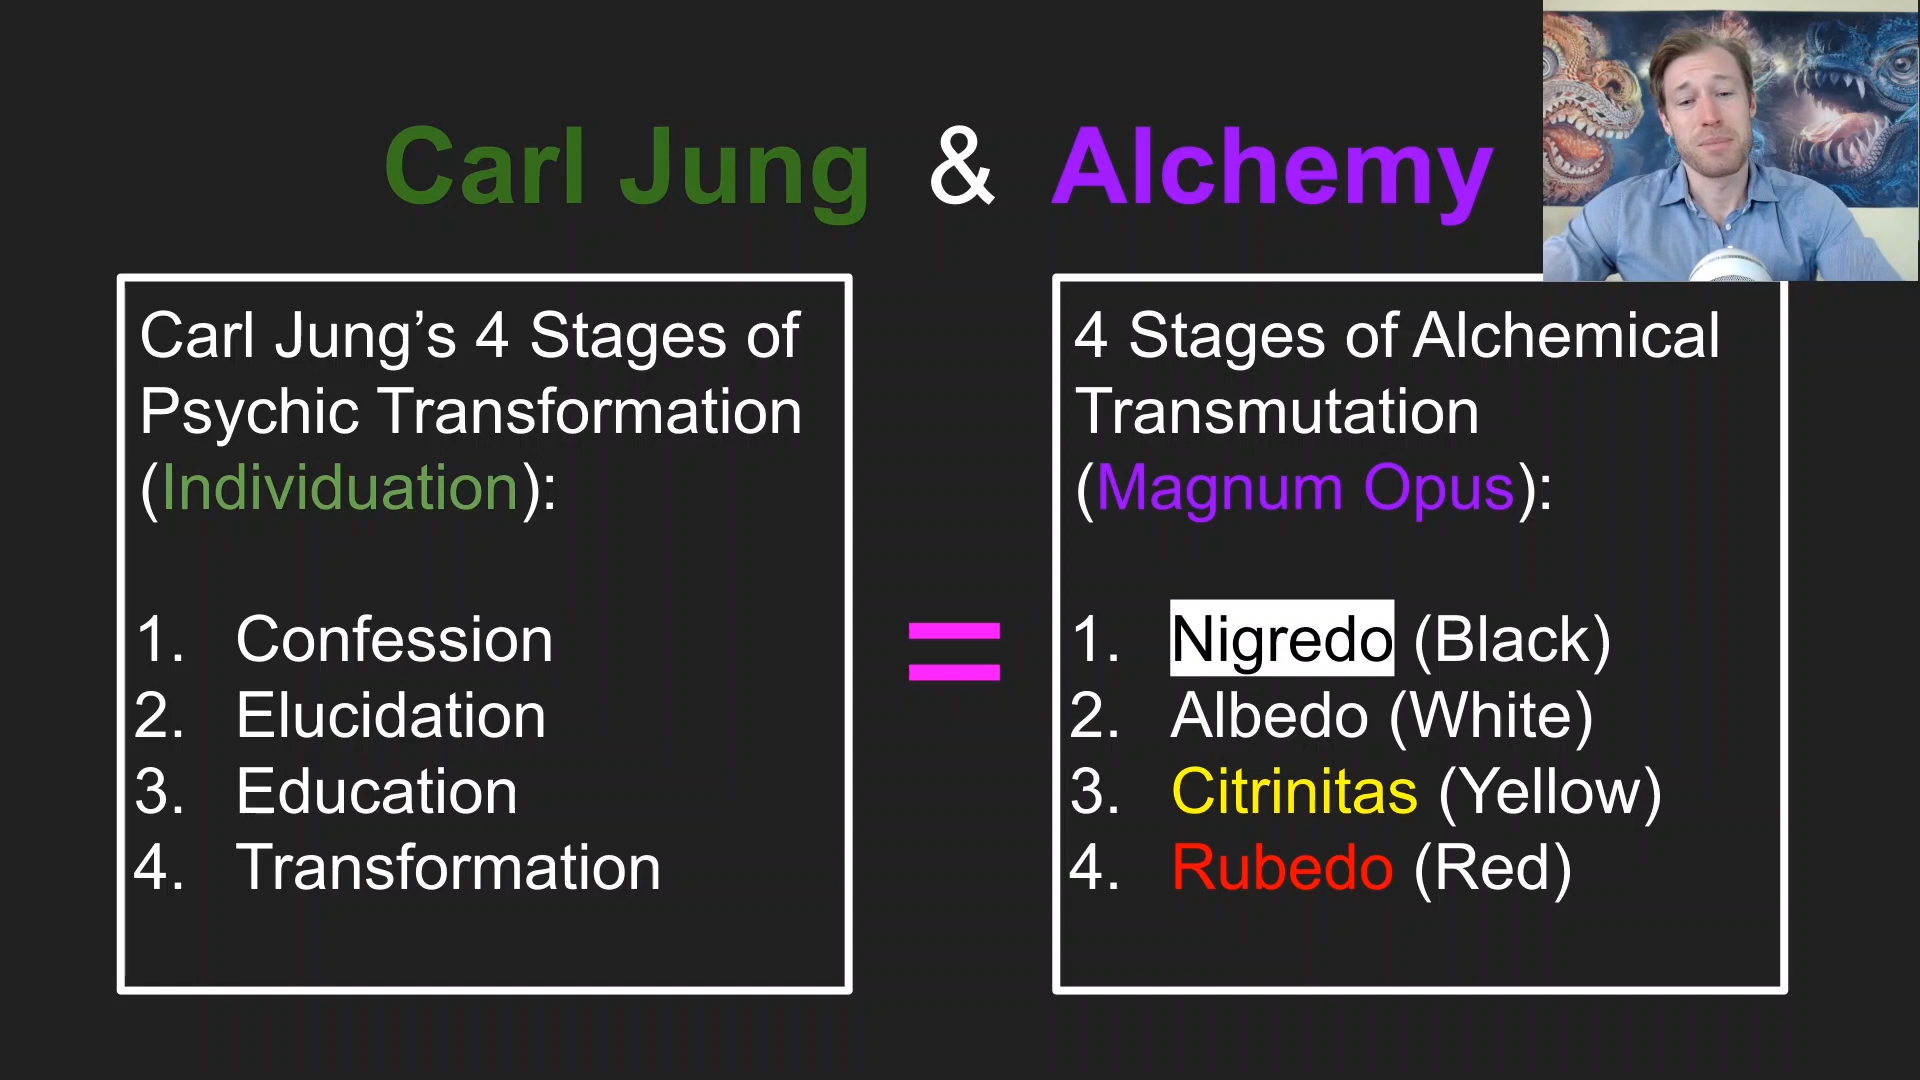 Carl Jung & Alchemy
Carl Jung’s 4 Stages of
Psychic Transformation
(Individuation):
1. Confession
2. Elucidation
3. Education
4. Transformation
=
4 Stages of Alchemical
Transmutation
(Magnum Opus):
1. Nigredo (Black)
2. Albedo (White)
3. Citrinitas (Yellow)
4. Rubedo (Red)